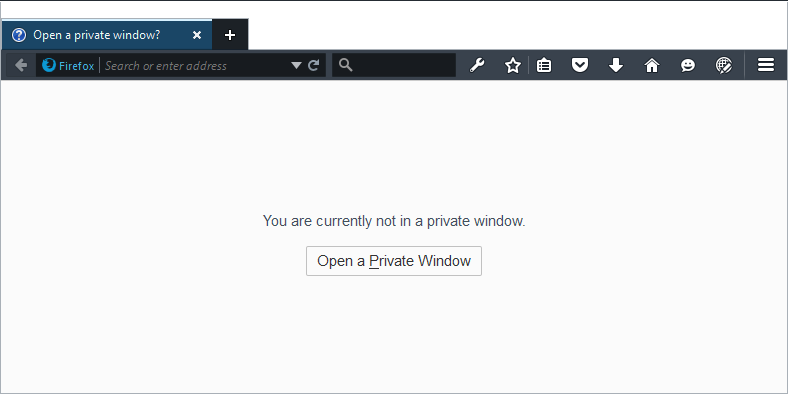 Open a private window?
Firefox
Search or enter address
You are currently not in a private window.
Open a Private Window